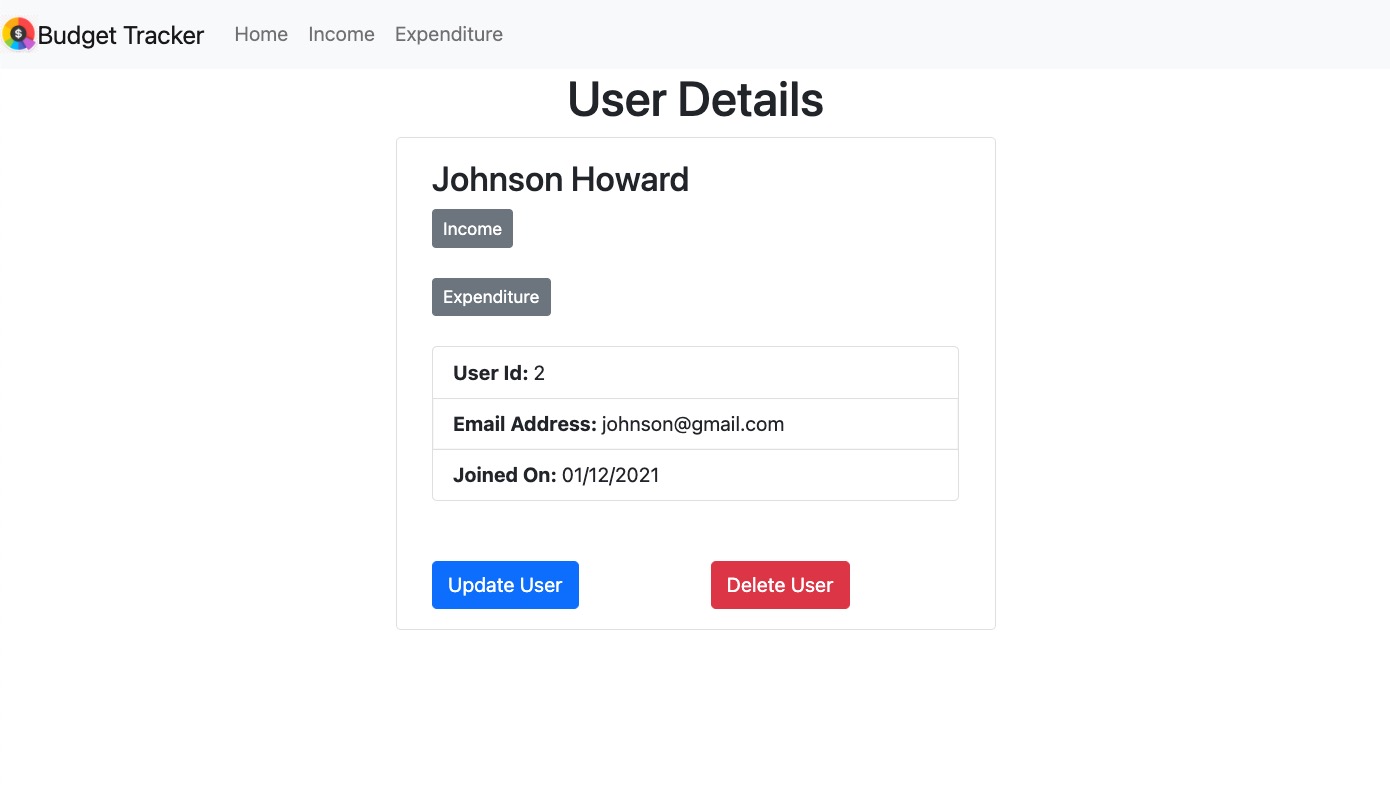 $ Budget Tracker Home Income Expenditure
User Details
Johnson Howard
Income
Expenditure
User Id: 2
Email Address: johnson@gmail.com
Joined On: 01/12/2021
Update User Delete User